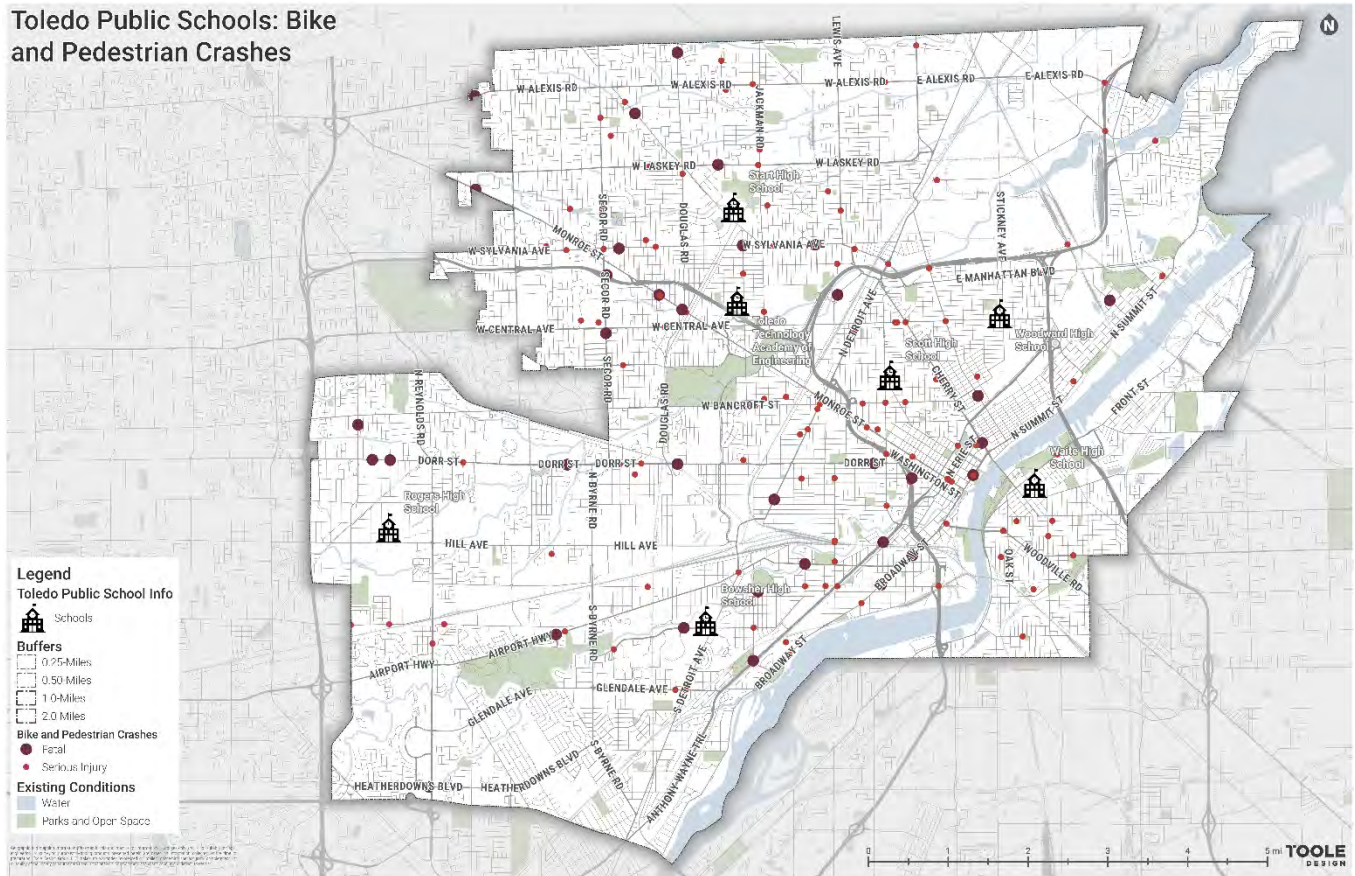 Toledo Public Schools: Bike
and Pedestrian Crashes
N
LEWIS AVE
W ALEXIS RD
W ALEXIS RD
W ALEXIS RD
E ALEXIS RD
E ALEXIS RD
JACKMAN RD
W LASKEY RD
W LASKEY RD
Start High
School
SECOR RD
DOUGLAS RD
STICKNEY AVE
MONROE ST
W SYLVANIA AVE
W SYLVANIA AVE
E MANHATTAN BLVD
SECOR RD
N DETROIT AVE
N SUMMIT ST
W CENTRAL AVE
W CENTRAL AVE
Toledo
Technology
Academy of
Engineering
Scott High
School
Woodward High
School
SECOR RD
N REYNOLDS RD
DOUGLAS RD
CHERRY ST
FRONT ST
W BANCROFT ST
MONROE ST
N SUMMIT ST
N ERIE ST
Waite High
School
DORR ST
DORR ST
DORR ST
DORR ST
WASHINGTON ST
N BYRNE RD
Rogers High
School
HILL AVE
HILL AVE
BROADWAY ST
OAK ST
WOODVILLE RD
Bowsher High
School
S BYRNE RD
AIRPORT HWY
AIRPORT HWY
S DETROIT AVE
BROADWAY ST
GLENDALE AVE
GLENDALE AVE
S BYRNE RD
ANTHONY WAYNE TRL
HEATHERDOWNS BLVD
HEATHERDOWNS BLVD
Legend
Toledo Public School Info
Schools
Buffers
0.25-Miles
0.50-Miles
1.0-Miles
2.0 Miles
Bike and Pedestrian Crashes
Fatal
Serious Injury
Existing Conditions
Water
Parks and Open Space
0 1 2 3 4 5 mi
TOOLE
DESIGN